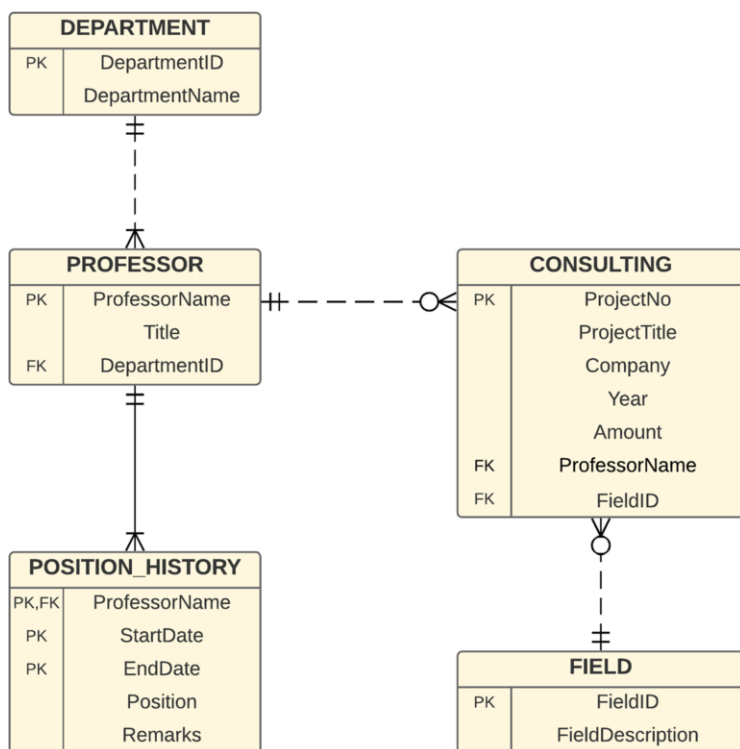 DEPARTMENT
PK DepartmentID
DepartmentName
PROFESSOR
PK ProfessorName
Title
FK DepartmentID
CONSULTING
PK ProjectNo
ProjectTitle
Company
Year
Amount
FK ProfessorName
FK FieldID
POSITION_HISTORY
PK,FK ProfessorName
PK StartDate
PK EndDate
Position
Remarks
FIELD
PK FieldID
FieldDescription